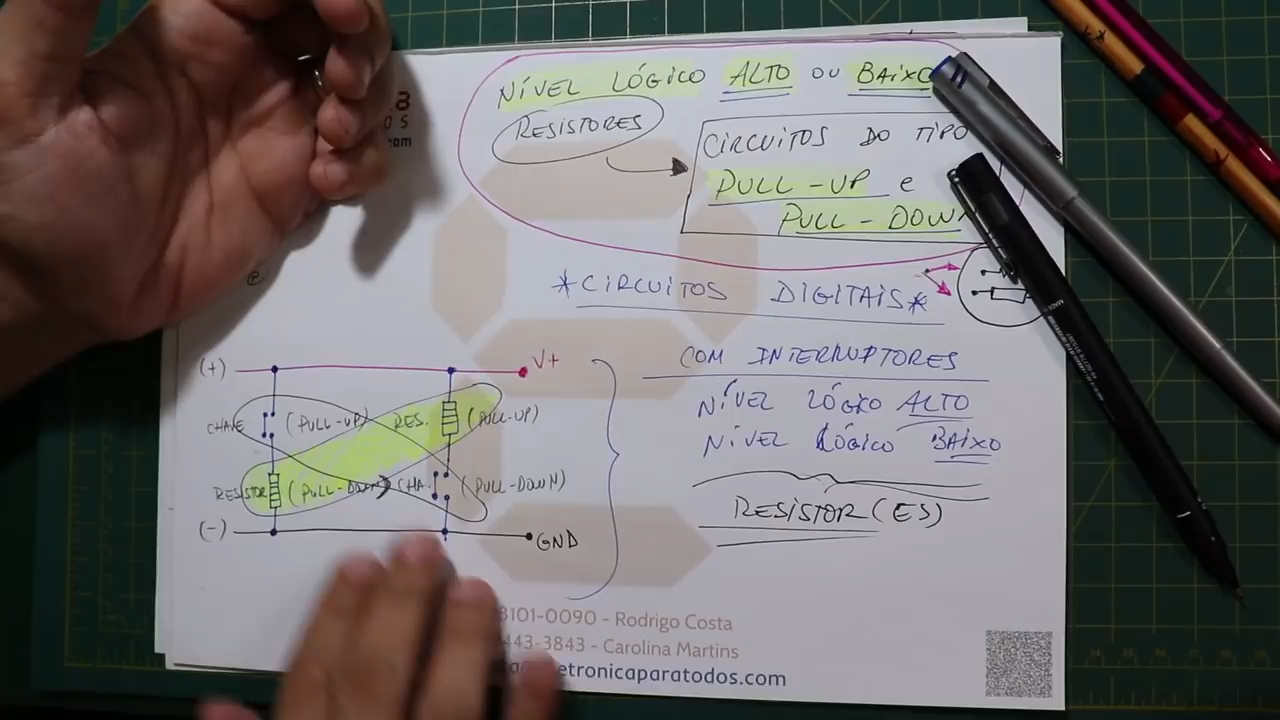 NÍVEL LÓGICO ALTO OU BAIXO
RESISTORES
CIRCUITOS DO TIPO
PULL-UP e
PULL-DOWN
*CIRCUITOS DIGITAIS*
(+) V+
CHAVE (PULL-UP) RES. (PULL-UP)
RESISTOR (PULL-DOWN) CHA. (PULL-DOWN)
(-) GND
COM INTERRUPTORES
NÍVEL LÓGICO ALTO
NÍVEL LÓGICO BAIXO
RESISTOR(ES)
3101-0090 - Rodrigo Costa
443-3843 - Carolina Martins
etronicaparatodos.com